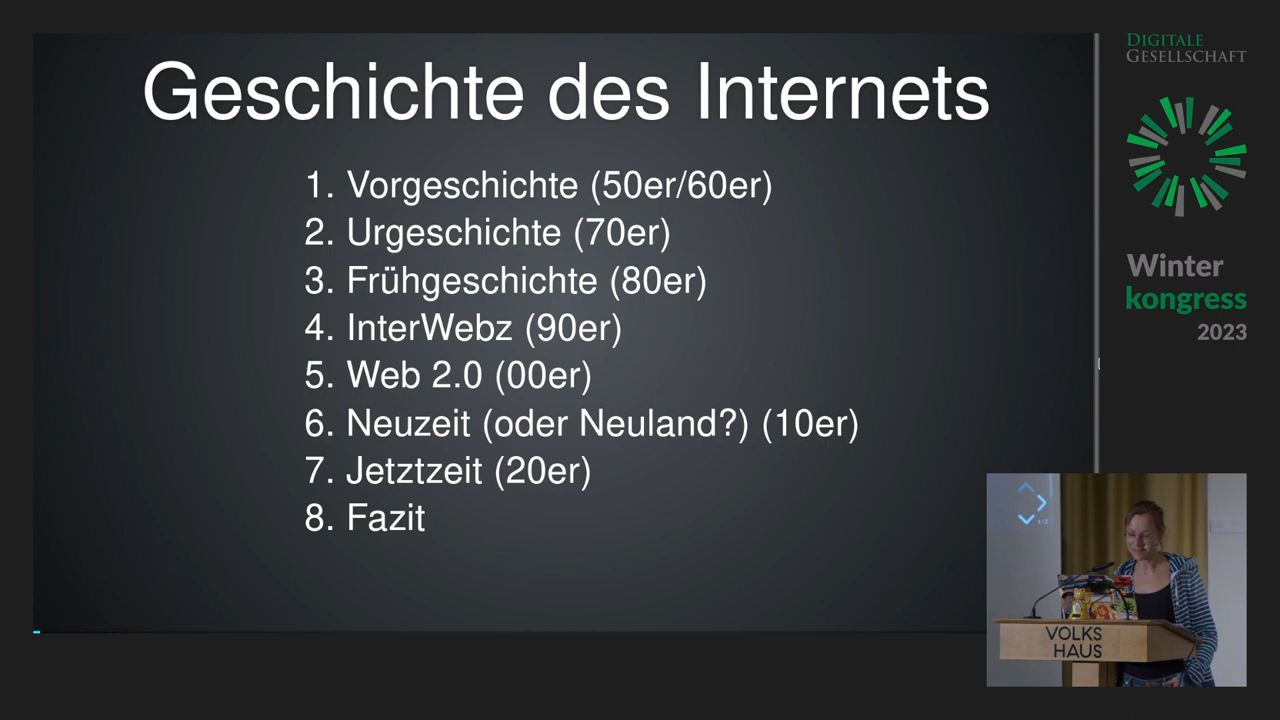 Geschichte des Internets
1. Vorgeschichte (50er/60er)
2. Urgeschichte (70er)
3. Frühgeschichte (80er)
4. InterWebz (90er)
5. Web 2.0 (00er)
6. Neuzeit (oder Neuland?) (10er)
7. Jetztzeit (20er)
8. Fazit
DIGITALE
GESELLSCHAFT
Winter
kongress
2023
1/2
VOLKS
HAUS